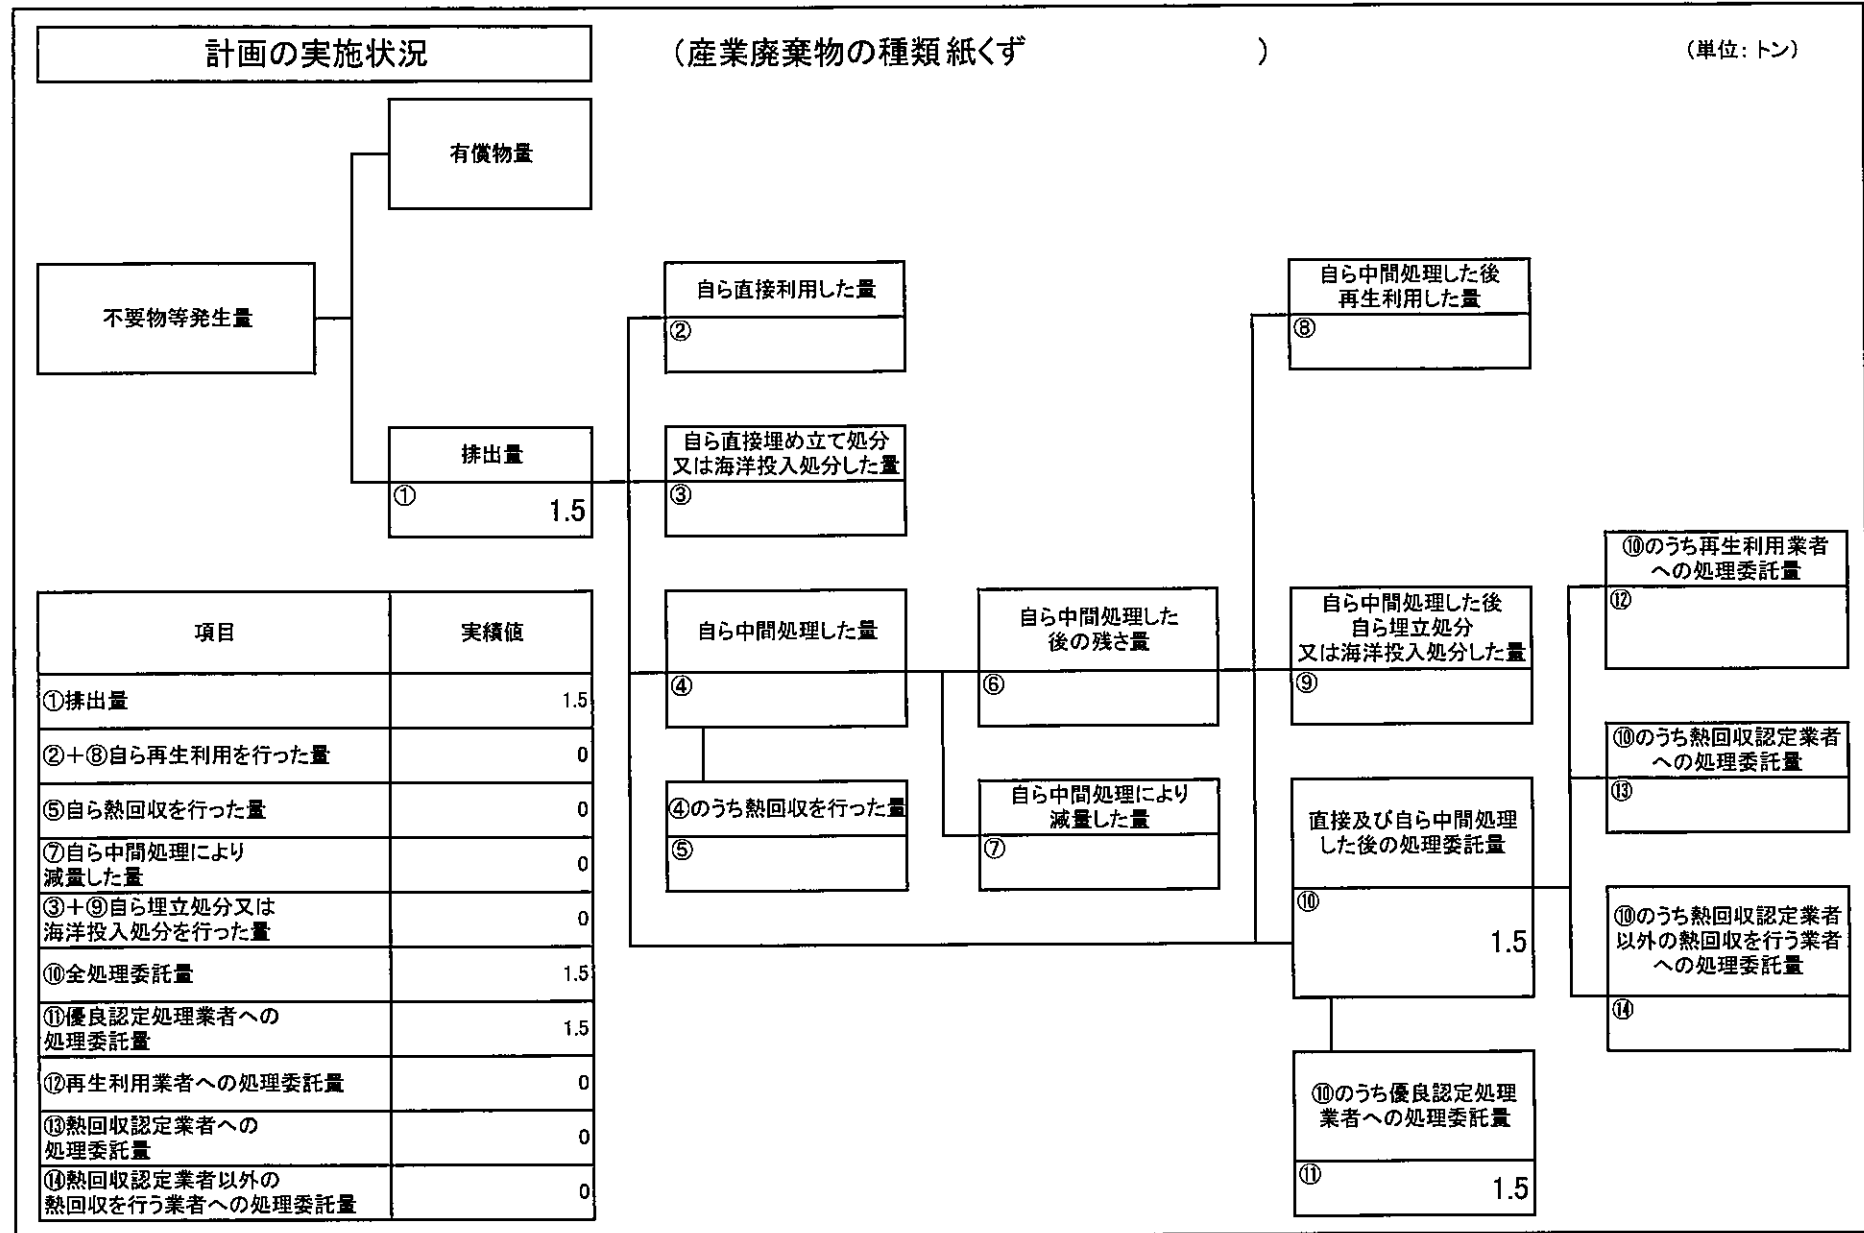 計画の実施状況
（産業廃棄物の種類 紙くず　　　　　　）
（単位：トン）
有償物量
不要物等発生量
排出量
① 1.5
自ら直接利用した量
②
自ら直接埋め立て処分
又は海洋投入処分した量
③
自ら中間処理した量
④
④のうち熱回収を行った量
⑤
自ら中間処理した
後の残さ量
⑥
自ら中間処理により
減量した量
⑦
自ら中間処理した後
再生利用した量
⑧
自ら中間処理した後
自ら埋立処分
又は海洋投入処分した量
⑨
直接及び自ら中間処理
した後の処理委託量
⑩
1.5
⑩のうち優良認定処理
業者への処理委託量
⑪
1.5
⑩のうち再生利用業者
への処理委託量
⑫
⑩のうち熱回収認定業者
への処理委託量
⑬
⑩のうち熱回収認定業者
以外の熱回収を行う業者
への処理委託量
⑭
項目 実績値
①排出量 1.5
②＋⑧自ら再生利用を行った量 0
⑤自ら熱回収を行った量 0
⑦自ら中間処理により
減量した量 0
③＋⑨自ら埋立処分又は
海洋投入処分を行った量 0
⑩全処理委託量 1.5
⑪優良認定処理業者への
処理委託量 1.5
⑫再生利用業者への処理委託量 0
⑬熱回収認定業者への
処理委託量 0
⑭熱回収認定業者以外の
熱回収を行う業者への処理委託量 0